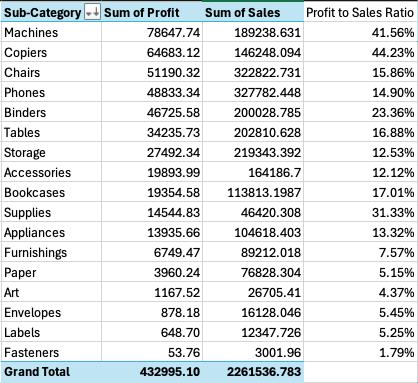 Sub-Category Sum of Profit Sum of Sales Profit to Sales Ratio
Machines 78647.74 189238.631 41.56%
Copiers 64683.12 146248.094 44.23%
Chairs 51190.32 322822.731 15.86%
Phones 48833.34 327782.448 14.90%
Binders 46725.58 200028.785 23.36%
Tables 34235.73 202810.628 16.88%
Storage 27492.34 219343.392 12.53%
Accessories 19893.99 164186.7 12.12%
Bookcases 19354.58 113813.1987 17.01%
Supplies 14544.83 46420.308 31.33%
Appliances 13935.66 104618.403 13.32%
Furnishings 6749.47 89212.018 7.57%
Paper 3960.24 76828.304 5.15%
Art 1167.52 26705.41 4.37%
Envelopes 878.18 16128.046 5.45%
Labels 648.70 12347.726 5.25%
Fasteners 53.76 3001.96 1.79%
Grand Total 432995.10 2261536.783